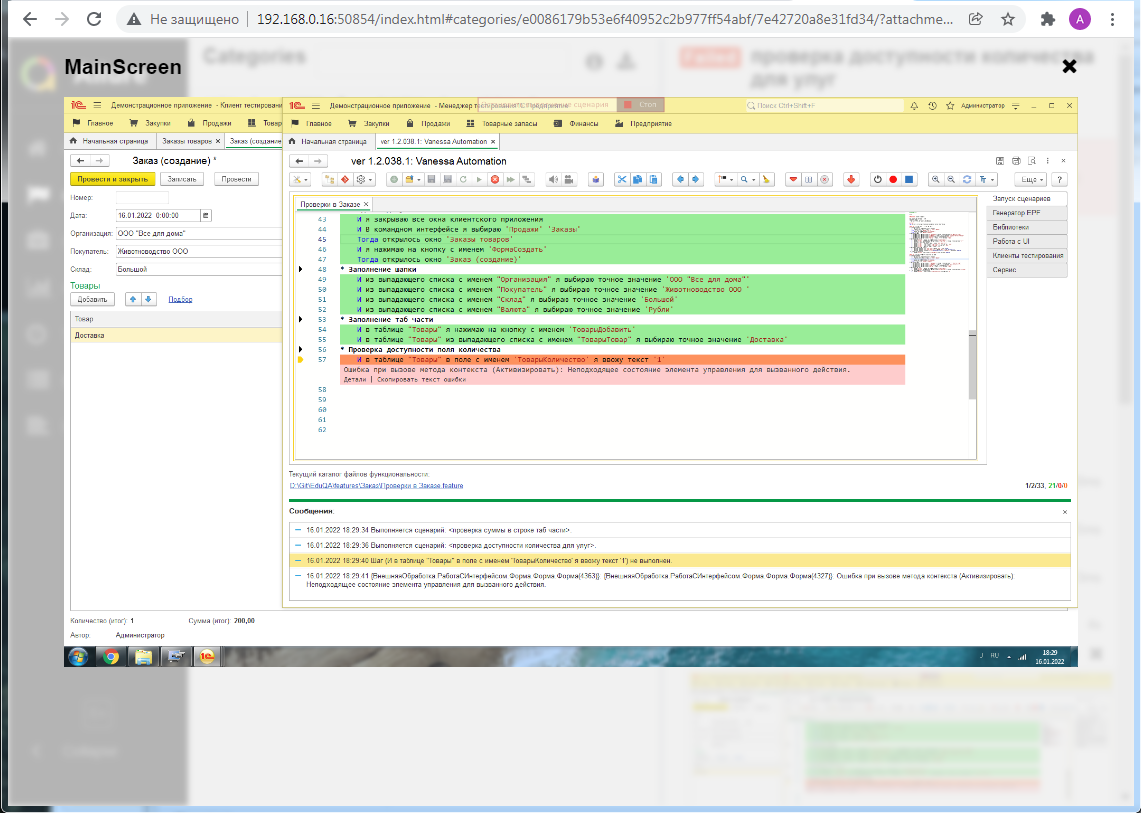 Не защищено
192.168.0.16:50854/index.html#categories/e0086179b53e6f40952c2b977ff54abf/7e42720a8e31fd34/?attachme...
A
MainScreen
Categories
Failed
проверка доступности количества
для улуг
Демонстрационное приложение - Клиент тестирован
Главное
Закупки
Продажи
Товар
Начальная страница
Заказы товаров
Заказ (создание
Заказ (создание) *
Провести и закрыть
Записать
Провести
Номер:
Дата:
16.01.2022 0:00:00
Организация:
ООО "Все для дома"
Покупатель:
Животноводство ООО
Склад:
Большой
Товары
Добавить
Подбор
Товар
Доставка
Количество (итог): 1
Сумма (итог): 200,00
Автор:
Администратор
Демонстрационное приложение - Менеджер
Стоп
Поиск Ctrl+Shift+F
Администратор
Главное
Закупки
Продажи
Товарные запасы
Финансы
Предприятие
Начальная страница
ver 1.2.038.1: Vanessa Automation
ver 1.2.038.1: Vanessa Automation
Еще
?
Проверки в Заказе
43 И я закрываю все окна клиентского приложения
44 И В командном интерфейсе я выбираю 'Продажи' 'Заказы'
45 Тогда открылось окно 'Заказы товаров'
46 И я нажимаю на кнопку с именем 'ФормаСоздать'
47 Тогда открылось окно 'Заказ (создание)'
48 * Заполнение шапки
49 И из выпадающего списка с именем "Организация" я выбираю точное значение 'ООО "Все для дома"'
50 И из выпадающего списка с именем "Покупатель" я выбираю точное значение 'Животноводство ООО '
51 И из выпадающего списка с именем "Склад" я выбираю точное значение 'Большой'
52 И из выпадающего списка с именем "Валюта" я выбираю точное значение 'Рубли'
53 * Заполнение таб части
54 И в таблице "Товары" я нажимаю на кнопку с именем 'ТоварыДобавить'
55 И в таблице "Товары" из выпадающего списка с именем "ТоварыТовар" я выбираю точное значение 'Доставка'
56 * Проверка доступности поля количества
57 И в таблице "Товары" в поле с именем 'ТоварыКоличество' я ввожу текст '1'
Ошибка при вызове метода контекста (Активизировать): Неподходящее состояние элемента управления для вызванного действия.
Детали | Скопировать текст ошибки
58
59
60
61
62
Запуск сценариев
Генератор EPF
Библиотеки
Работа с UI
Клиенты тестирования
Сервис
Текущий каталог файлов функциональности:
D:\Git\EduQA\features\Заказ\Проверки в Заказе.feature
1/2/33, 21/0/0
Сообщения:
16.01.2022 18:29:34 Выполняется сценарий: <проверка суммы в строке таб части>.
16.01.2022 18:29:36 Выполняется сценарий: <проверка доступности количества для улуг>.
16.01.2022 18:29:40 Шаг (И в таблице "Товары" в поле с именем 'ТоварыКоличество' я ввожу текст '1') не выполнен.
16.01.2022 18:29:41 {ВнешняяОбработка.РаботаСИнтерфейсом.Форма.Форма.Форма(4363)}: {ВнешняяОбработка.РаботаСИнтерфейсом.Форма.Форма.Форма(4327)}: Ошибка при вызове метода контекста (Активизировать):
Неподходящее состояние элемента управления для вызванного действия.
RU
18:29
16.01.2022
Collapse